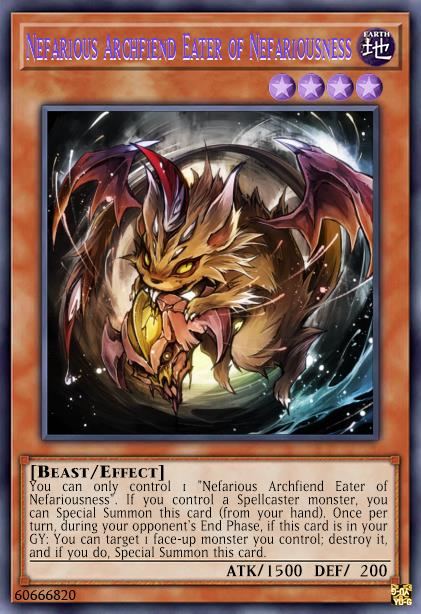 Nefarious Archfiend Eater of Nefariousness
EARTH
地
[Beast/Effect]
You can only control 1 "Nefarious Archfiend Eater of
Nefariousness". If you control a Spellcaster monster, you
can Special Summon this card (from your hand). Once per
turn, during your opponent's End Phase, if this card is in your
GY: You can target 1 face-up monster you control; destroy it,
and if you do, Special Summon this card.
ATK/1500 DEF/ 200
60666820